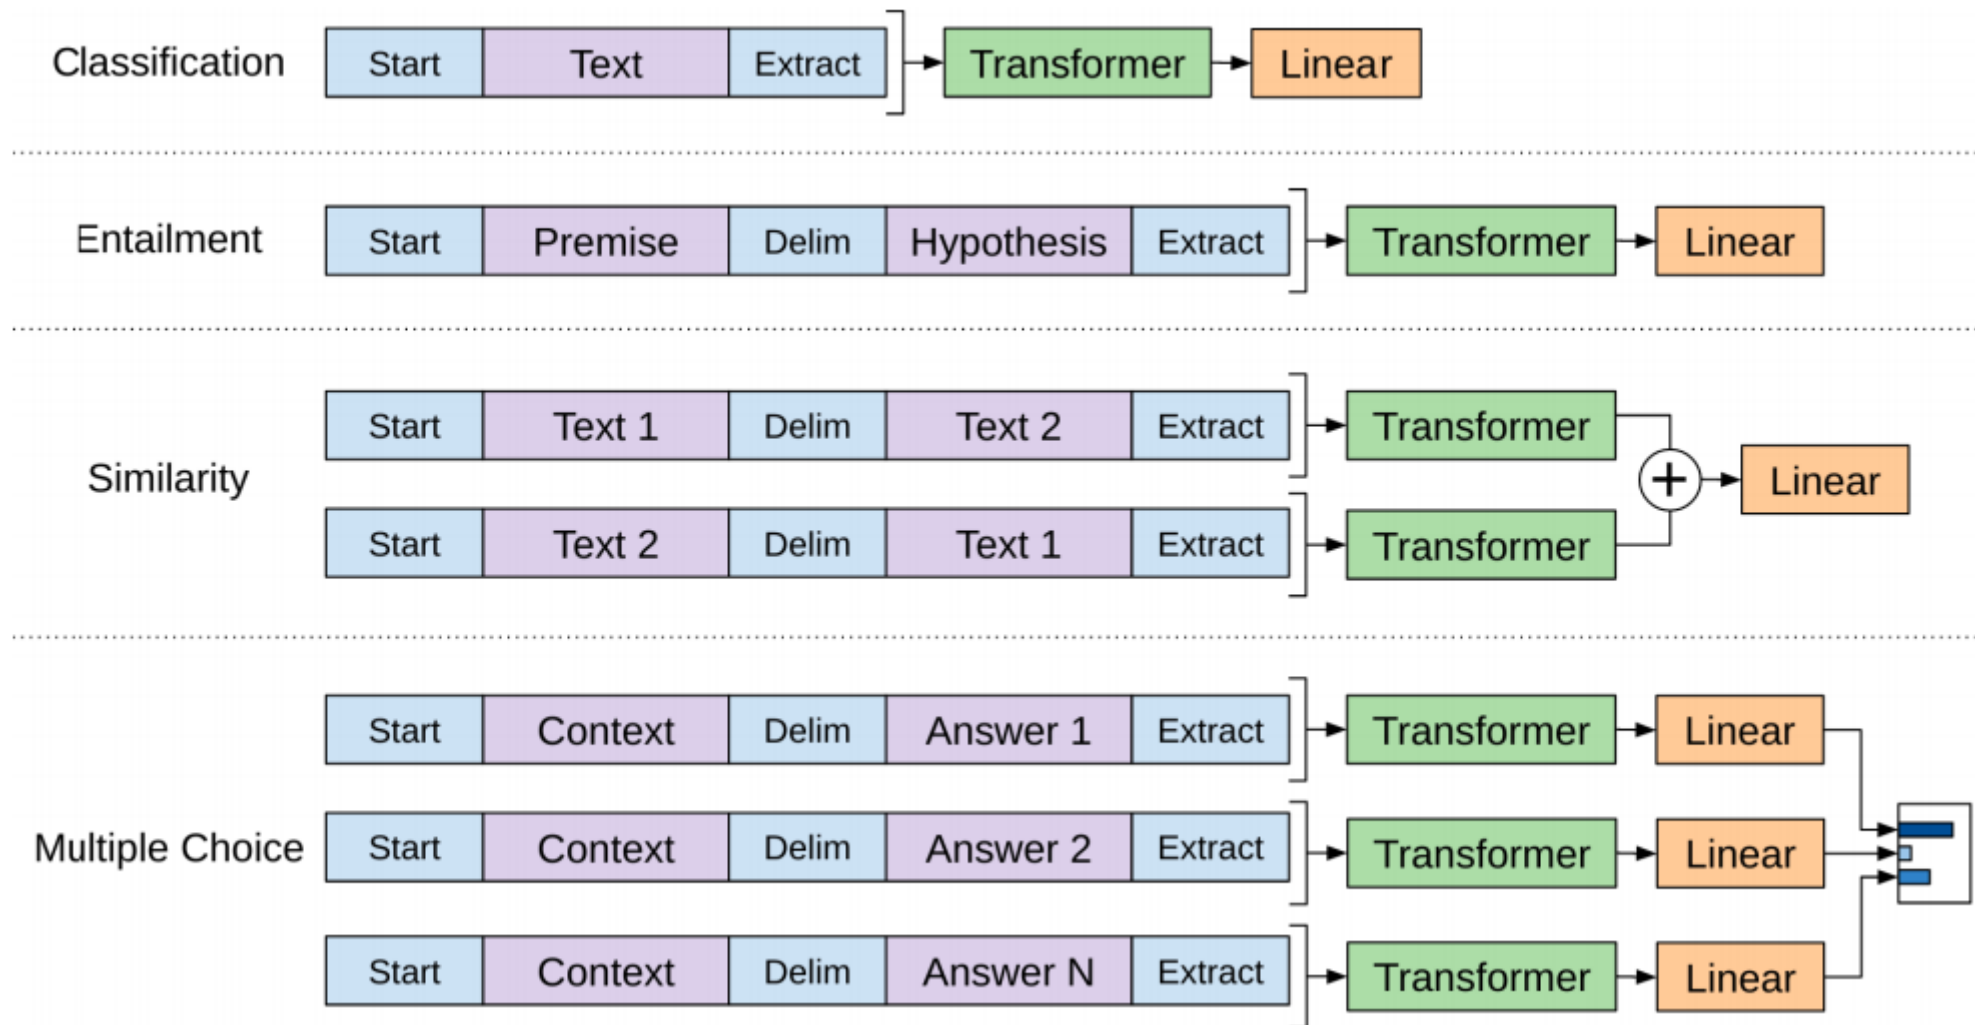 Classification Start Text Extract Transformer Linear
Entailment Start Premise Delim Hypothesis Extract Transformer Linear
Start Text 1 Delim Text 2 Extract Transformer
Similarity + Linear
Start Text 2 Delim Text 1 Extract Transformer
Start Context Delim Answer 1 Extract Transformer Linear
Multiple Choice Start Context Delim Answer 2 Extract Transformer Linear
Start Context Delim Answer N Extract Transformer Linear